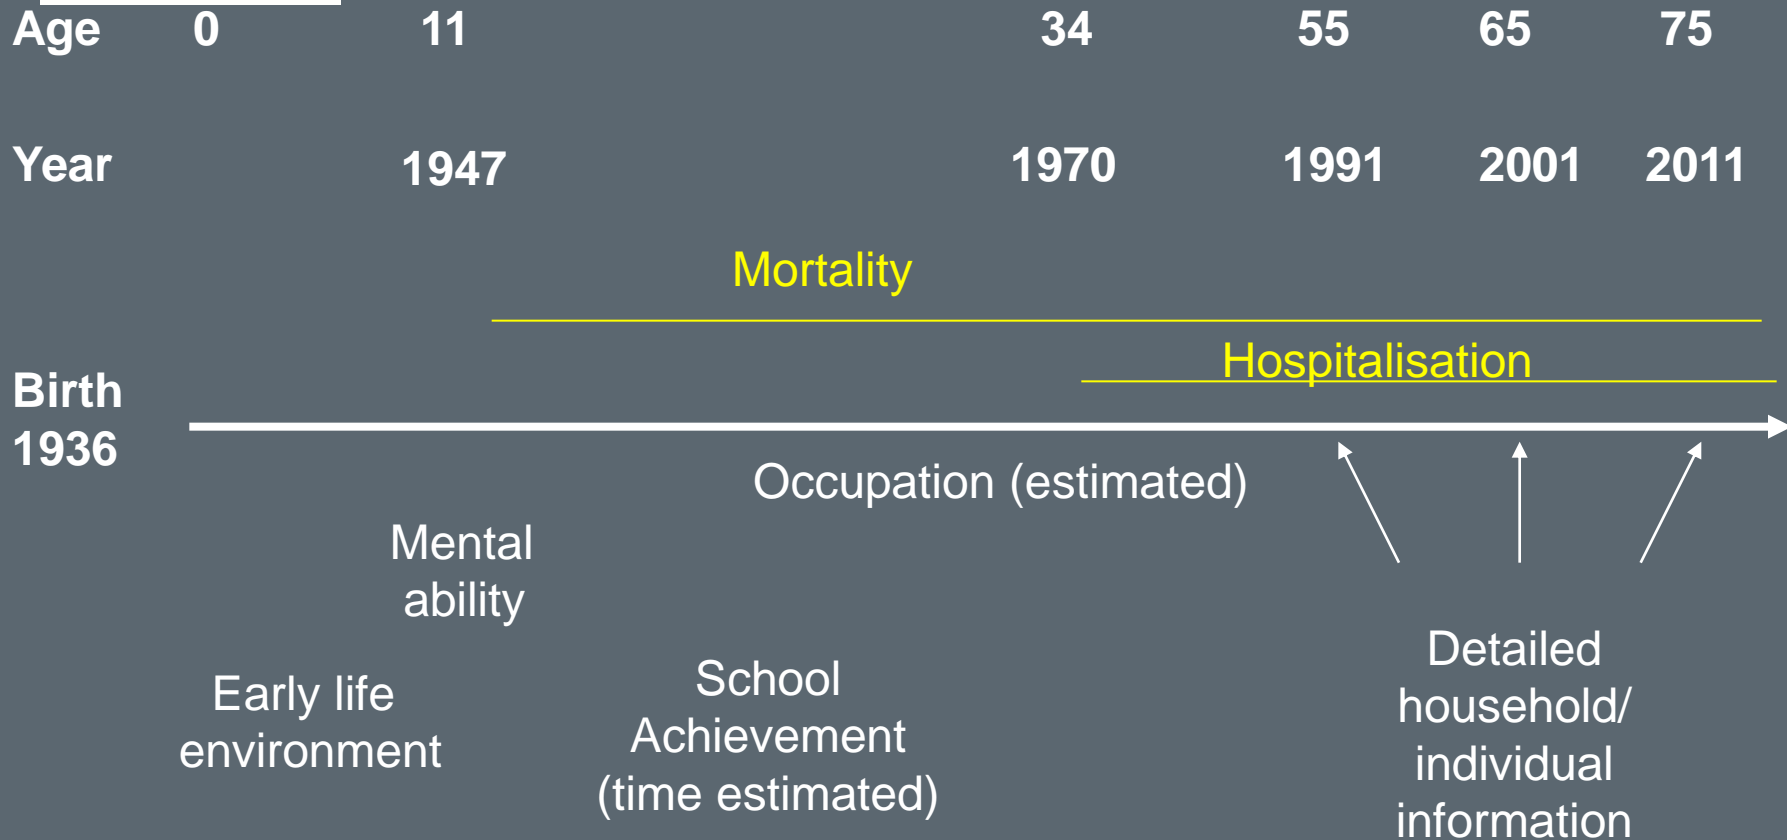 Age 0 11 34 55 65 75
Year 1947 1970 1991 2001 2011
Mortality
Hospitalisation
Birth
1936
Occupation (estimated)
Mental
ability
Early life
environment
School
Achievement
(time estimated)
Detailed
household/
individual
information